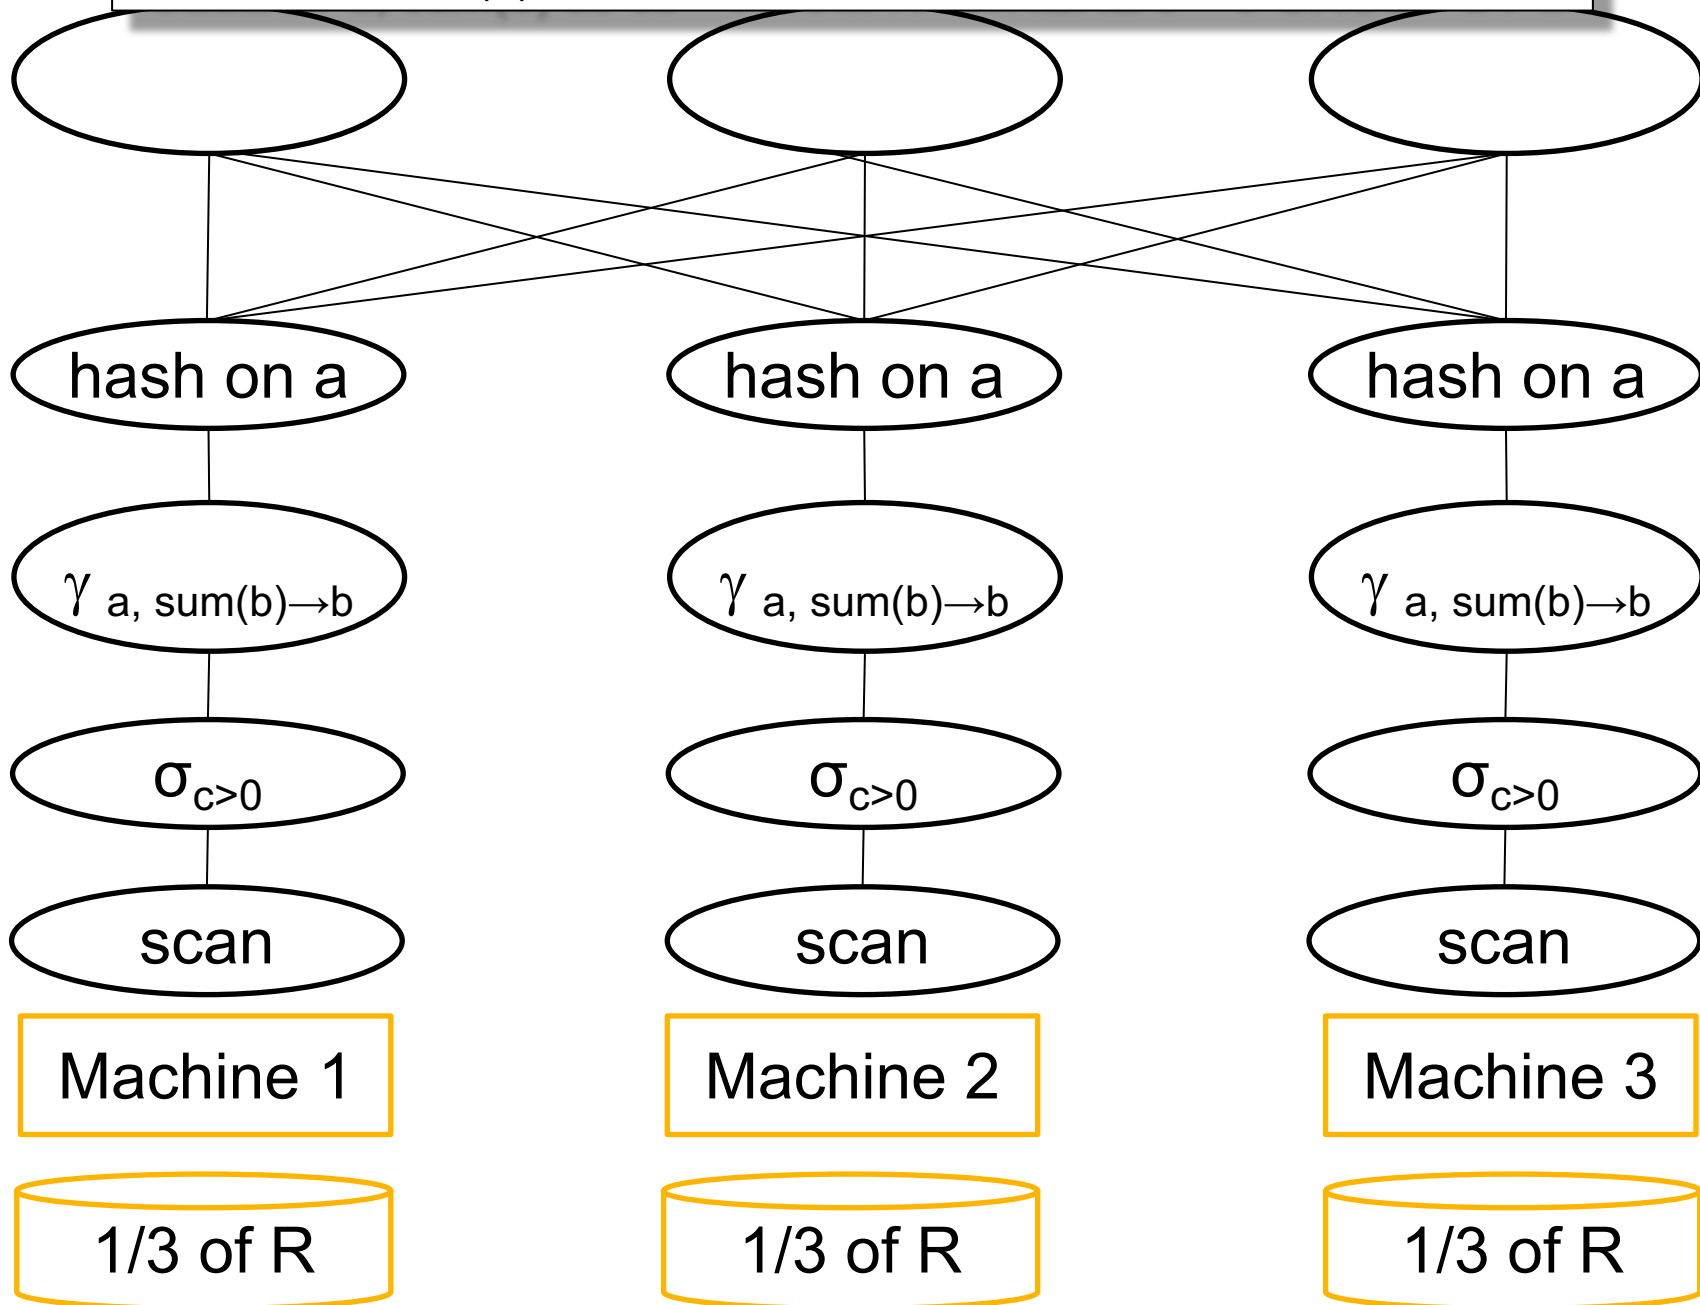 hash on a hash on a hash on a
γ a, sum(b)→b γ a, sum(b)→b γ a, sum(b)→b
σc>0 σc>0 σc>0
scan scan scan
Machine 1 Machine 2 Machine 3
1/3 of R 1/3 of R 1/3 of R